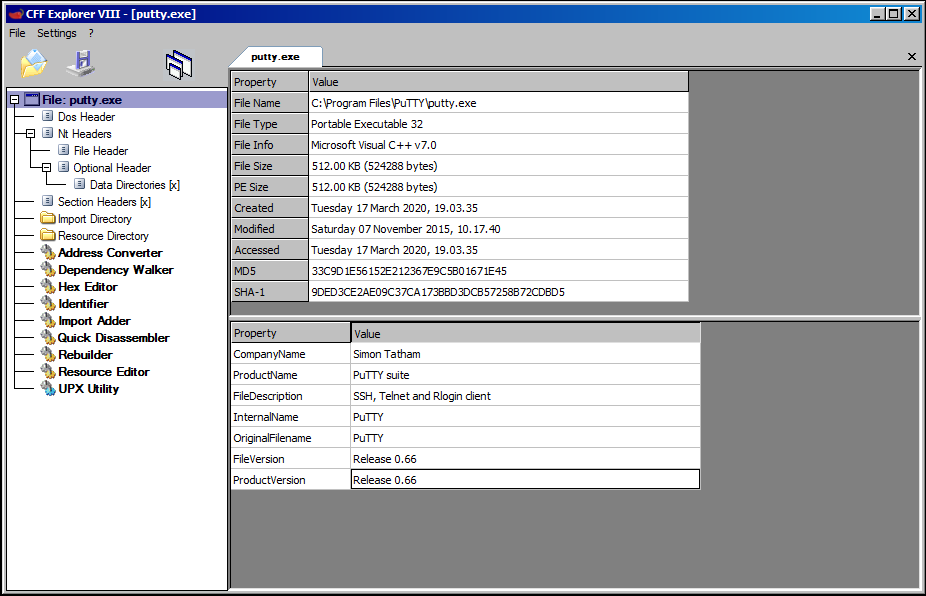 CFF Explorer VIII - [putty.exe]
File Settings ?
putty.exe
File: putty.exe
Dos Header
Nt Headers
File Header
Optional Header
Data Directories [x]
Section Headers [x]
Import Directory
Resource Directory
Address Converter
Dependency Walker
Hex Editor
Identifier
Import Adder
Quick Disassembler
Rebuilder
Resource Editor
UPX Utility
Property Value
File Name C:\Program Files\PuTTY\putty.exe
File Type Portable Executable 32
File Info Microsoft Visual C++ v7.0
File Size 512.00 KB (524288 bytes)
PE Size 512.00 KB (524288 bytes)
Created Tuesday 17 March 2020, 19.03.35
Modified Saturday 07 November 2015, 10.17.40
Accessed Tuesday 17 March 2020, 19.03.35
MD5 33C9D1E56152E212367E9C5B01671E45
SHA-1 9DED3CE2AE09C37CA173BBD3DCB57258B72CDBD5
Property Value
CompanyName Simon Tatham
ProductName PuTTY suite
FileDescription SSH, Telnet and Rlogin client
InternalName PuTTY
OriginalFilename PuTTY
FileVersion Release 0.66
ProductVersion Release 0.66